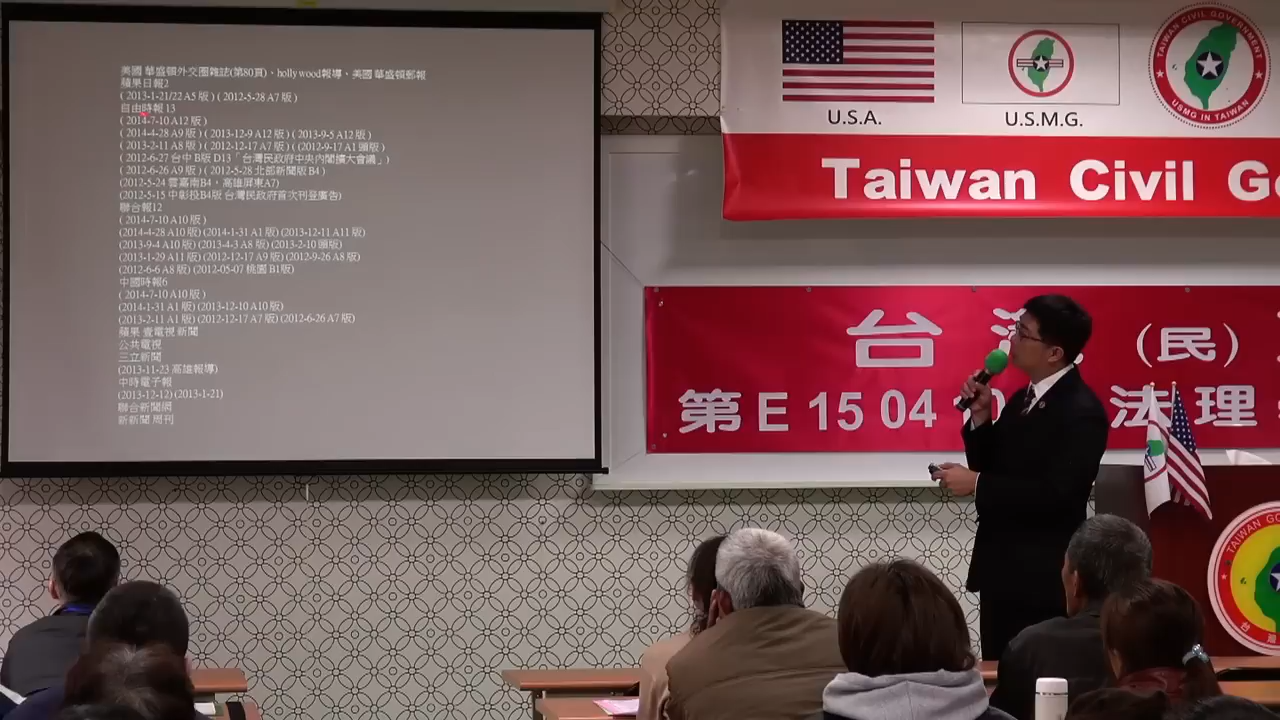 美國 華盛頓外交圈雜誌(第80頁)、hollywood報導、美國 華盛頓郵報
蘋果日報2
( 2013-1-21/22 A5 版 ) ( 2012-5-28 A7 版 )
自由時報 13
( 2014-7-10 A12 版 )
( 2014-4-28 A9 版 ) ( 2013-12-9 A12 版 ) ( 2013-9-5 A12 版 )
( 2013-2-11 A8 版 ) ( 2012-12-17 A7 版 ) ( (2012-9-17 A1 頭版 )
( 2012-6-27 台中 B版 D13「台灣民政府中央內閣擴大會議」)
( 2012-6-26 A9 版 ) ( 2012-5-28 北部新聞版 B4 )
(2012-5-24 雲嘉南B4，高雄屏東A7)
(2012-5-15 中彰投B4版 台灣民政府首次刊登廣告)
聯合報12
( 2014-7-10 A10 版 )
(2014-4-28 A10 版) (2014-1-31 A1 版) (2013-12-11 A11 版)
(2013-9-4 A10 版) (2013-4-3 A8 版) (2013-2-10 頭版)
(2013-1-29 A11 版) (2012-12-17 A9 版) (2012-9-26 A8 版)
(2012-6-6 A8 版) (2012-05-07 桃園 B1版)
中國時報6
( 2014-7-10 A10 版 )
(2014-1-31 A1 版) (2013-12-10 A10 版)
(2013-2-11 A1 版) (2012-12-17 A7 版) (2012-6-26 A7 版)
蘋果 壹電視 新聞
公共電視
三立新聞
(2013-11-23 高雄報導)
中時電子報
(2013-12-12) (2013-1-21)
聯合新聞網
新新聞 周刊
U.S.A.
U.S.M.G.
TAIWAN CIVIL GOVERNMENT
USMG IN TAIWAN
Taiwan Civil Go
台 (民)
第 E 15 04 法 理
TAIWAN GO
台 灣